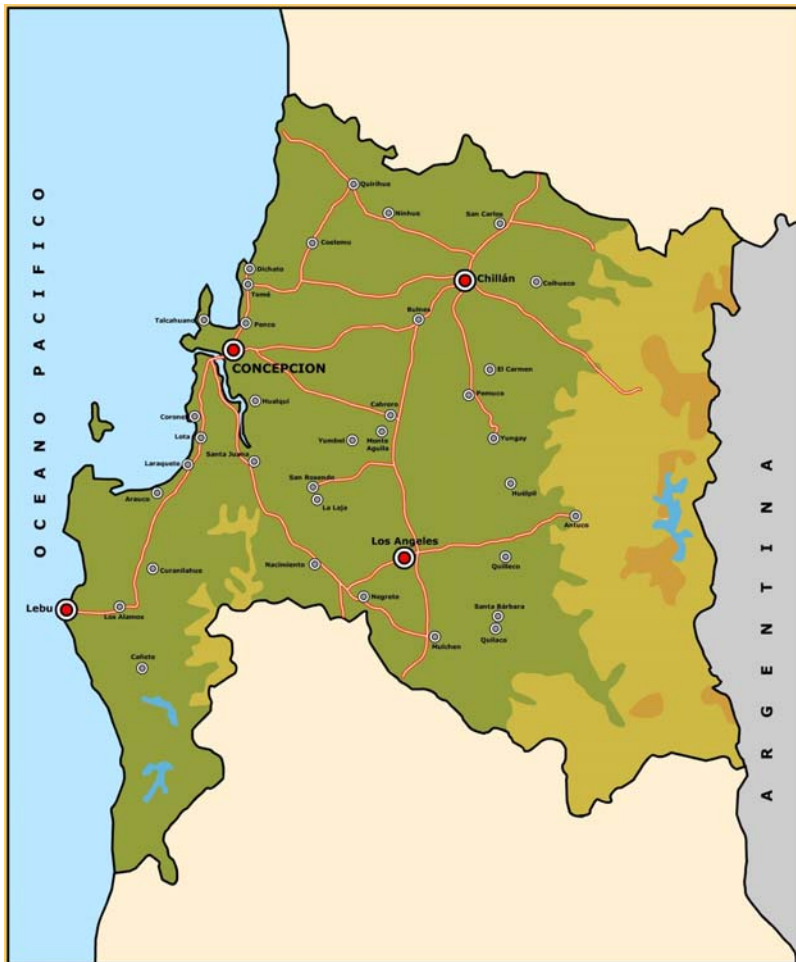 OCEANO PACIFICO
Quirihue
Ninhue
San Carlos
Coelemu
Dichato
Tomé
Chillán
Coihueco
Talcahuano
Penco
Bulnes
CONCEPCION
El Carmen
Pemuco
Hualqui
Coronel
Cabrero
Lota
Yumbel
Monte
Aguila
Yungay
Laraquete
Santa Juana
San Rosendo
La Laja
Huépil
Arauco
Antuco
Los Angeles
Curanilahue
Nacimiento
Quilleco
Negrete
Lebu
Los Alamos
Santa Bárbara
Quilaco
Mulchen
Cañete
ARGENTINA